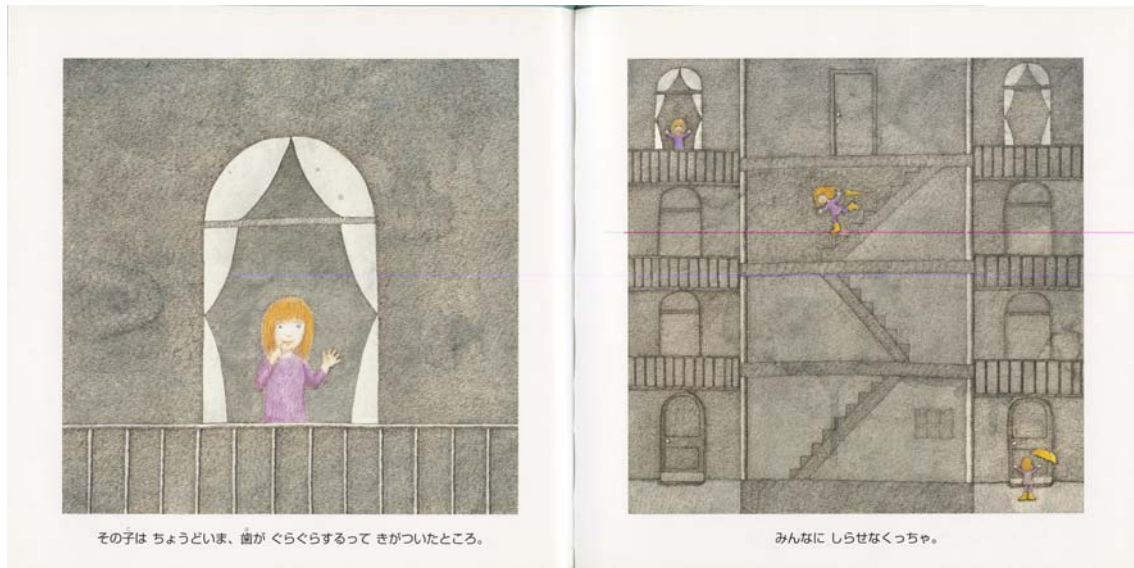 その子は ちょうどいま、歯が ぐらぐらするって きがついたところ。
みんなに しらせなくっちゃ。